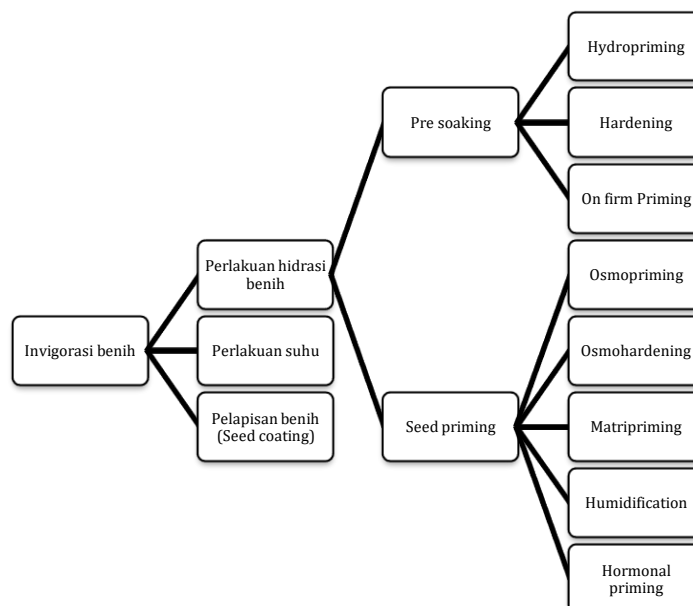 Invigorasi benih
Perlakuan hidrasi
benih
Perlakuan suhu
Pelapisan benih
(Seed coating)
Pre soaking
Seed priming
Hydropriming
Hardening
On firm Priming
Osmopriming
Osmohardening
Matripriming
Humidification
Hormonal
priming